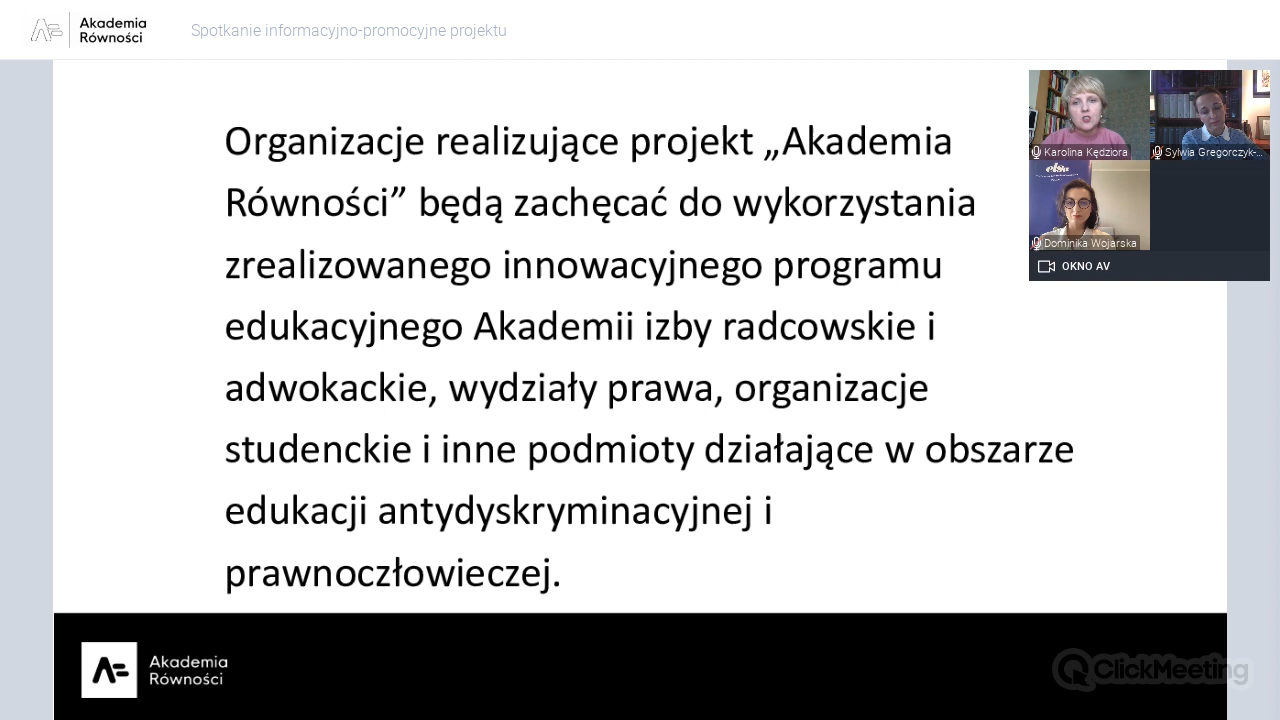 Akademia
Równości
Spotkanie informacyjno-promocyjne projektu
Organizacje realizujące projekt „Akademia
Równości” będą zachęcać do wykorzystania
zrealizowanego innowacyjnego programu
edukacyjnego Akademii izby radcowskie i
adwokackie, wydziały prawa, organizacje
studenckie i inne podmioty działające w obszarze
edukacji antydyskryminacyjnej i
prawnoczłowieczej.
Karolina Kędziora
Sylwia Gregorczyk-...
elsa
Dominika Wojarska
OKNO AV
Akademia
Równości
ClickMeeting